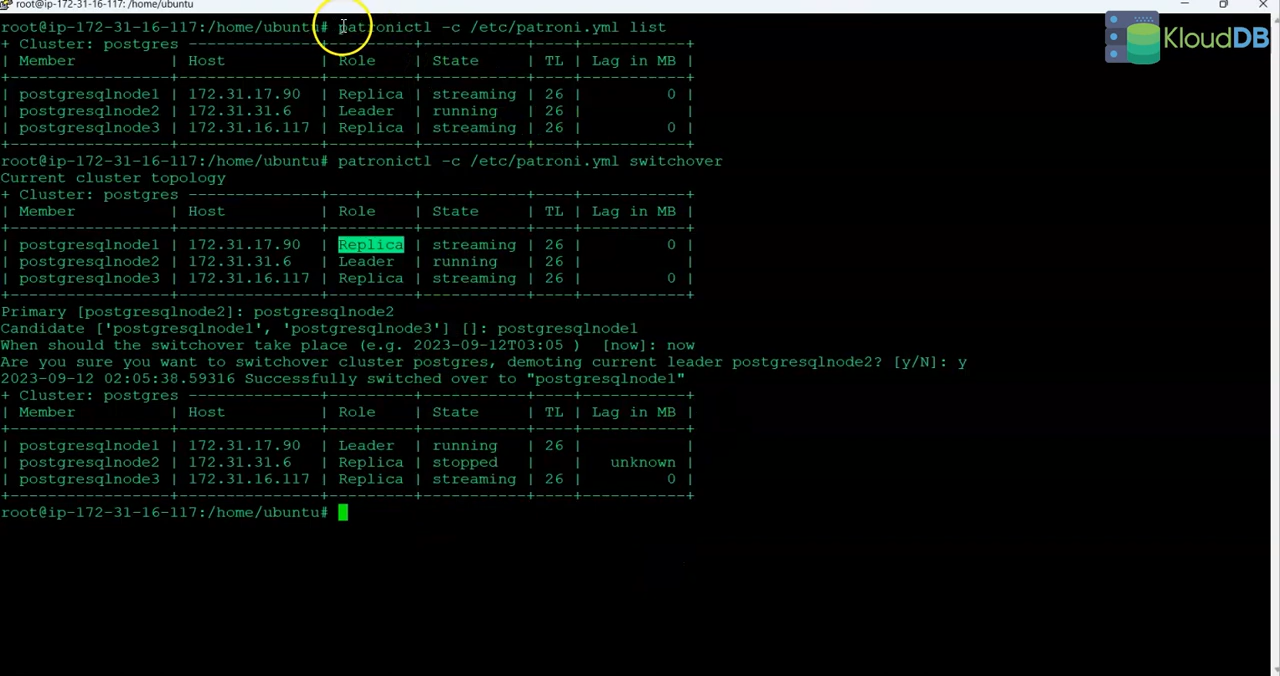 root@ip-172-31-16-117: /home/ubuntu
root@ip-172-31-16-117:/home/ubuntu# patronictl -c /etc/patroni.yml list
+ Cluster: postgres --------------+---------+-----------+----+-----------+
| Member | Host | Role | State | TL | Lag in MB |
+-----------------+---------------+---------+-----------+----+-----------+
| postgresqlnode1 | 172.31.17.90 | Replica | streaming | 26 | 0 |
| postgresqlnode2 | 172.31.31.6 | Leader | running | 26 | |
| postgresqlnode3 | 172.31.16.117 | Replica | streaming | 26 | 0 |
+-----------------+---------------+---------+-----------+----+-----------+
root@ip-172-31-16-117:/home/ubuntu# patronictl -c /etc/patroni.yml switchover
Current cluster topology
+ Cluster: postgres --------------+---------+-----------+----+-----------+
| Member | Host | Role | State | TL | Lag in MB |
+-----------------+---------------+---------+-----------+----+-----------+
| postgresqlnode1 | 172.31.17.90 | Replica | streaming | 26 | 0 |
| postgresqlnode2 | 172.31.31.6 | Leader | running | 26 | |
| postgresqlnode3 | 172.31.16.117 | Replica | streaming | 26 | 0 |
+-----------------+---------------+---------+-----------+----+-----------+
Primary [postgresqlnode2]: postgresqlnode2
Candidate ['postgresqlnode1', 'postgresqlnode3'] []: postgresqlnode1
When should the switchover take place (e.g. 2023-09-12T03:05 ) [now]: now
Are you sure you want to switchover cluster postgres, demoting current leader postgresqlnode2? [y/N]: y
2023-09-12 02:05:38.59316 Successfully switched over to "postgresqlnode1"
+ Cluster: postgres --------------+---------+-----------+----+-----------+
| Member | Host | Role | State | TL | Lag in MB |
+-----------------+---------------+---------+-----------+----+-----------+
| postgresqlnode1 | 172.31.17.90 | Leader | running | 26 | |
| postgresqlnode2 | 172.31.31.6 | Replica | stopped | | unknown |
| postgresqlnode3 | 172.31.16.117 | Replica | streaming | 26 | 0 |
+-----------------+---------------+---------+-----------+----+-----------+
root@ip-172-31-16-117:/home/ubuntu#
KloudDB